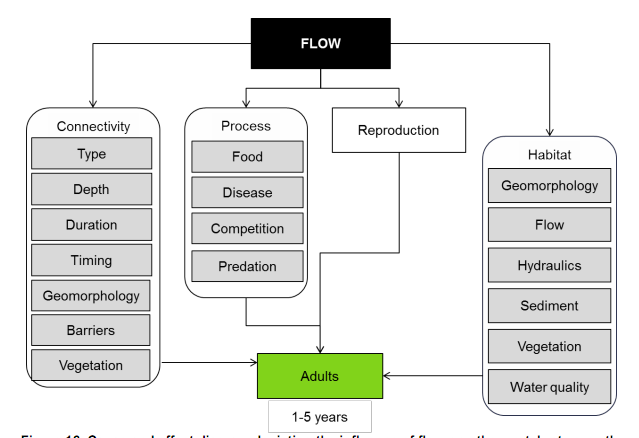 FLOW
Connectivity
Type
Depth
Duration
Timing
Geomorphology
Barriers
Vegetation
Process
Food
Disease
Competition
Predation
Reproduction
Habitat
Geomorphology
Flow
Hydraulics
Sediment
Vegetation
Water quality
Adults
1-5 years